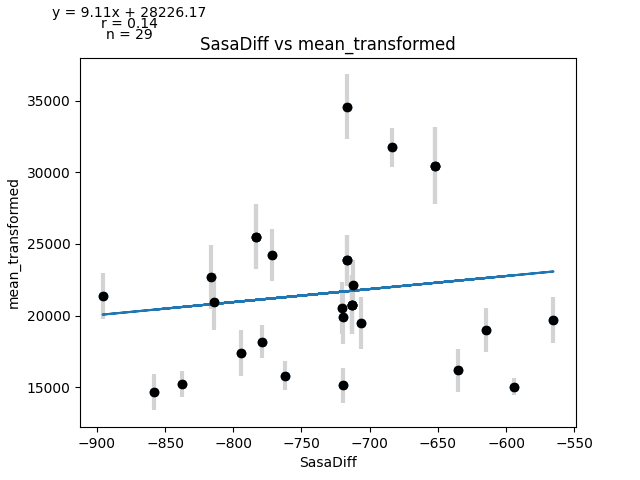 y = 9.11x + 28226.17
r = 0.14
n = 29
SasaDiff vs mean_transformed
35000
30000
25000
20000
15000
mean_transformed
−900 −850 −800 −750 −700 −650 −600 −550
SasaDiff